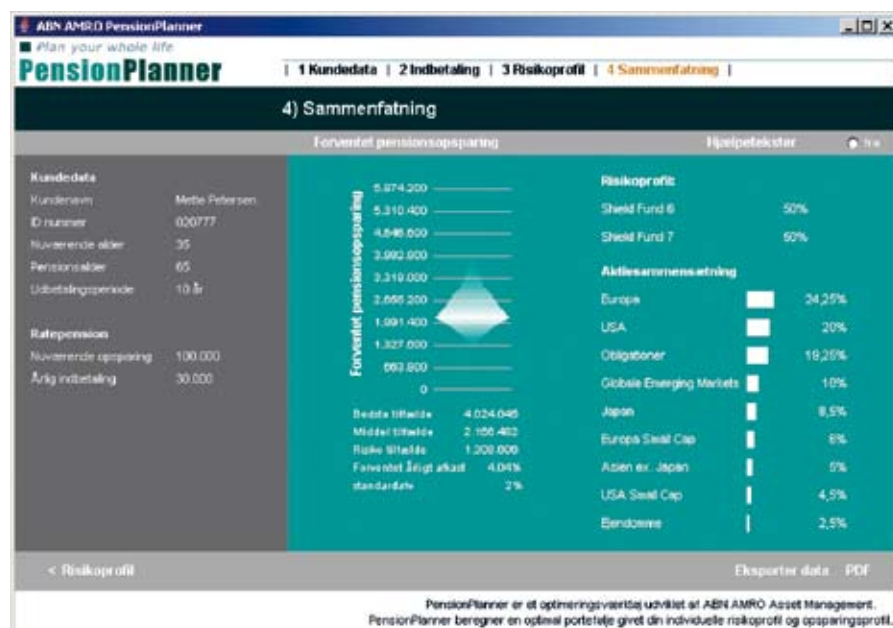 ABN AMRO PensionPlanner
Plan your whole life
PensionPlanner
| 1 Kundedata | 2 Indbetaling | 3 Risikoprofil | 4 Sammenfatning |
4) Sammenfatning
Forventet pensionsopsparing
Hjælpetekster
Kundedata
Kundenavn Mette Petersen
ID nummer 020777
Nuværende alder 35
Pensionsalder 65
Udbetalingsperiode 10 år
Ratepension
Nuværende opsparing 100.000
Årlig indbetaling 30.000
Forventet pensionsopsparing
5.974.200
5.310.400
4.646.600
3.982.800
3.319.000
2.655.200
1.991.400
1.327.600
663.800
0
Bedste tilfælde 4.024.046
Middel tilfælde
Risiko tilfælde
Forventet årligt afkast 4.04%
standardafv 2%
Risikoprofil:
Shield Fund 6 50%
Shield Fund 7 50%
Aktiesammensætning
Europa 24,25%
USA 20%
Obligationer 19,25%
Globale Emerging Markets 10%
Japan 8,5%
Europa Small Cap 6%
Asien ex. Japan 5%
USA Small Cap 4,5%
Ejendomme 2,5%
< Risikoprofil
Eksporter data PDF
PensionPlanner er et optimeringsværktøj udviklet af ABN AMRO Asset Management.
PensionPlanner beregner en optimal portefølje givet din individuelle risikoprofil og opsparingsprofil.